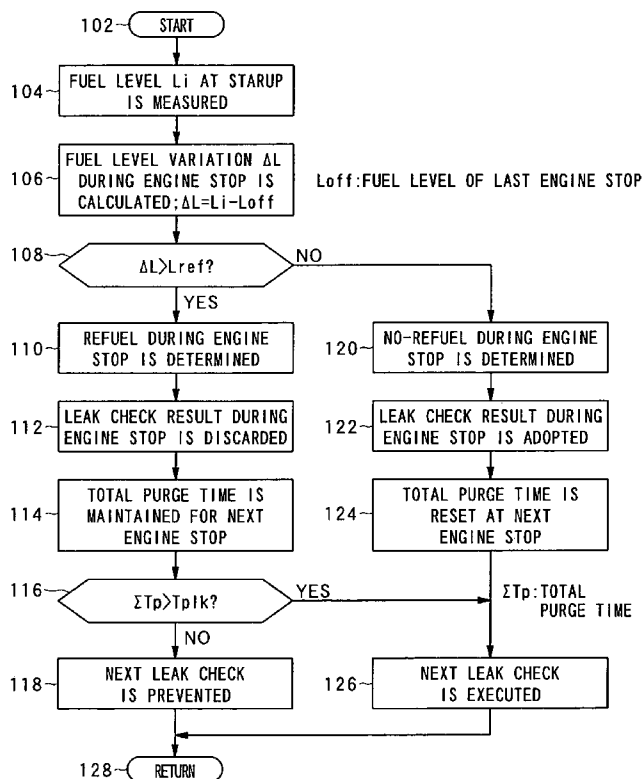 102
START
104
FUEL LEVEL Li AT STARUP
IS MEASURED
106
FUEL LEVEL VARIATION ΔL
DURING ENGINE STOP IS
CALCULATED;ΔL=Li-Loff
Loff:FUEL LEVEL OF LAST ENGINE STOP
108
ΔL>Lref?
NO
YES
110
REFUEL DURING ENGINE
STOP IS DETERMINED
120
NO-REFUEL DURING ENGINE
STOP IS DETERMINED
112
LEAK CHECK RESULT DURING
ENGINE STOP IS DISCARDED
122
LEAK CHECK RESULT DURING
ENGINE STOP IS ADOPTED
114
TOTAL PURGE TIME IS
MAINTAINED FOR NEXT
ENGINE STOP
124
TOTAL PURGE TIME IS
RESET AT NEXT
ENGINE STOP
116
ΣTp>Tplk?
YES
ΣTp:TOTAL
PURGE TIME
NO
118
NEXT LEAK CHECK
IS PREVENTED
126
NEXT LEAK CHECK
IS EXECUTED
128
RETURN